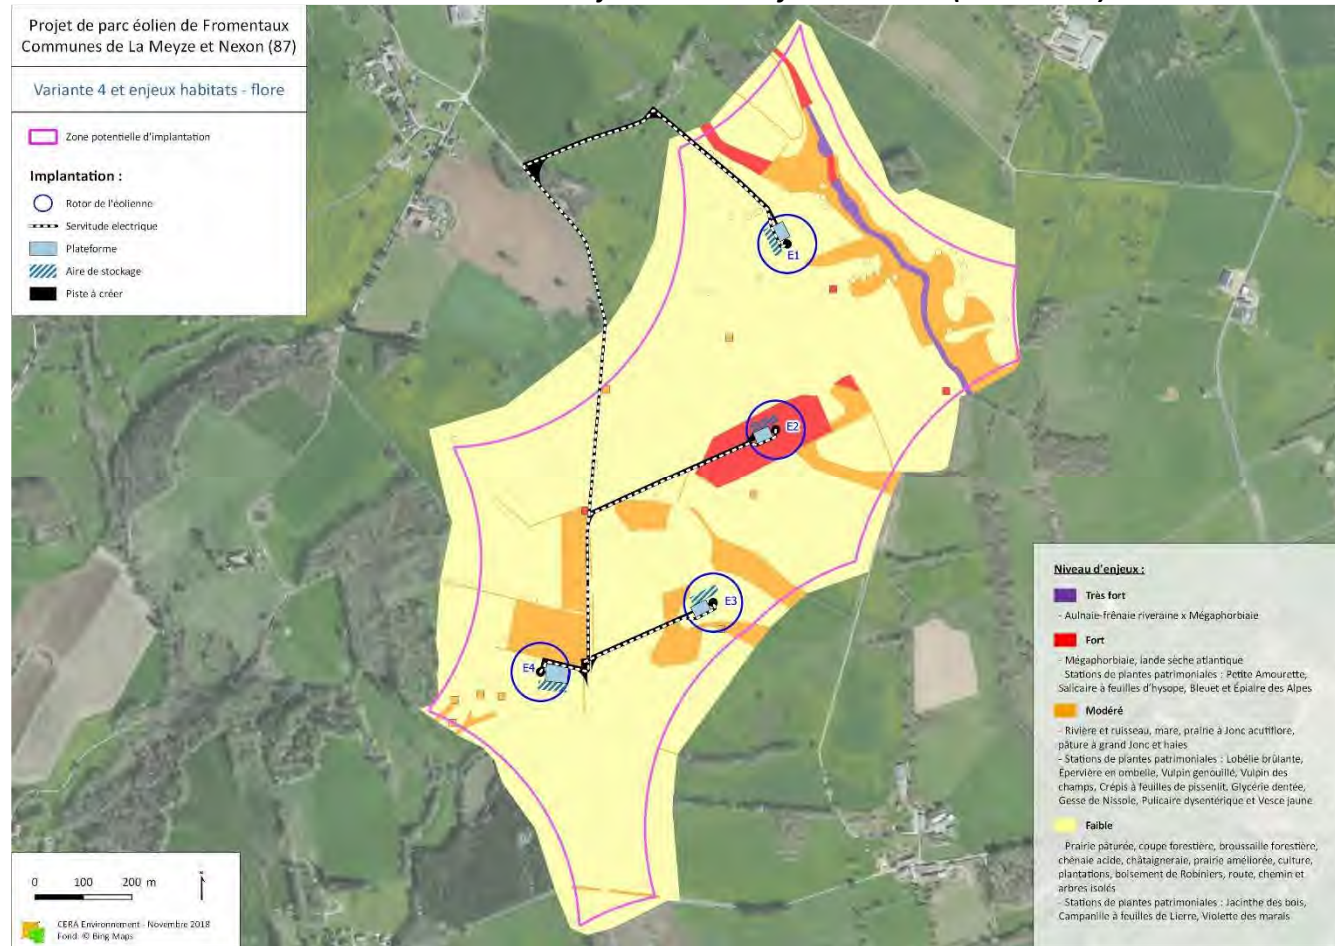 Projet de parc éolien de Fromentaux
Communes de La Meyze et Nexon (87)
Variante 4 et enjeux habitats - flore
Zone potentielle d'implantation
Implantation :
Rotor de l'éolienne
Servitude electrique
Plateforme
Aire de stockage
Piste à créer
E1
E2
E3
E4
Niveau d'enjeux :
Très fort
- Aulnaie-frênaie riveraine x Mégaphorbiaie
Fort
- Mégaphorbiaie, lande sèche atlantique
- Stations de plantes patrimoniales : Petite Amourette,
Salicaire à feuilles d'hysope, Bleuet et Épiaire des Alpes
Modéré
- Rivière et ruisseau, mare, prairie à Jonc acutiflore,
pâture à grand Jonc et haies
- Stations de plantes patrimoniales : Lobélie brûlante,
Épervière en ombelle, Vulpin genouillé, Vulpin des
champs, Crépis à feuilles de pissenlit, Glycérie dentée,
Gesse de Nissole, Pulicaire dysentérique et Vesce jaune
Faible
- Prairie pâturée, coupe forestière, broussaille forestière,
chênaie acide, châtaigneraie, prairie améliorée, culture,
plantations, boisement de Robiniers, route, chemin et
arbres isolés
- Stations de plantes patrimoniales : Jacinthe des bois,
Campanille à feuilles de Lierre, Violette des marais
0 100 200 m
CERA Environnement - Novembre 2018
Fond: © Bing Maps